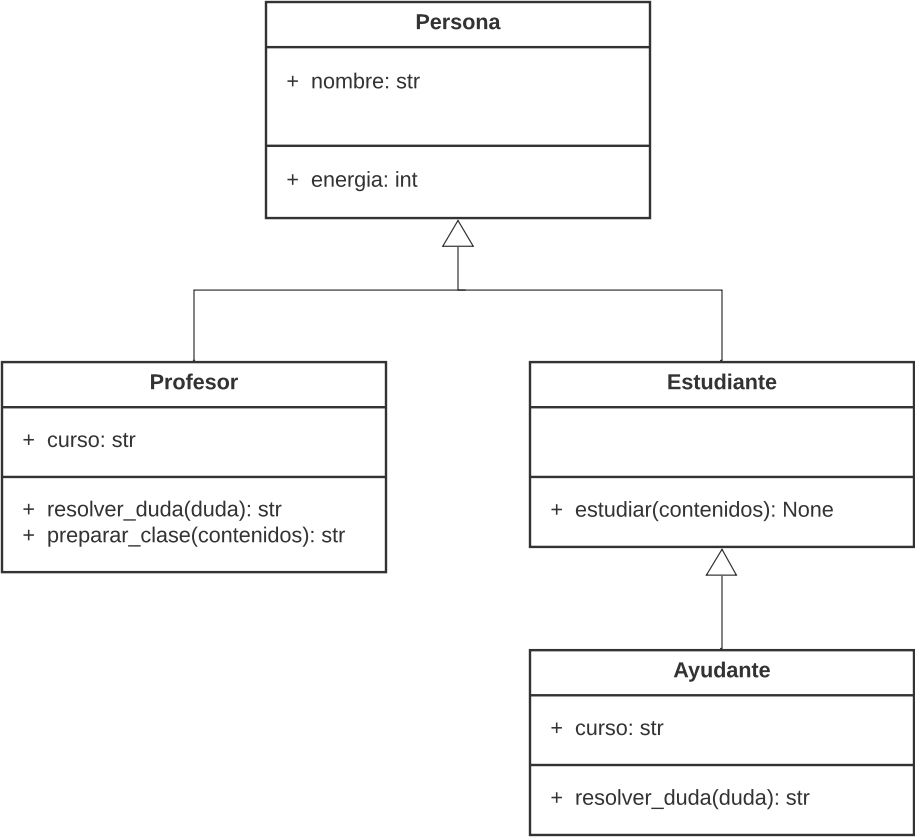 Persona
+ nombre: str
+ energia: int
Profesor
+ curso: str
+ resolver_duda(duda): str
+ preparar_clase(contenidos): str
Estudiante
+ estudiar(contenidos): None
Ayudante
+ curso: str
+ resolver_duda(duda): str